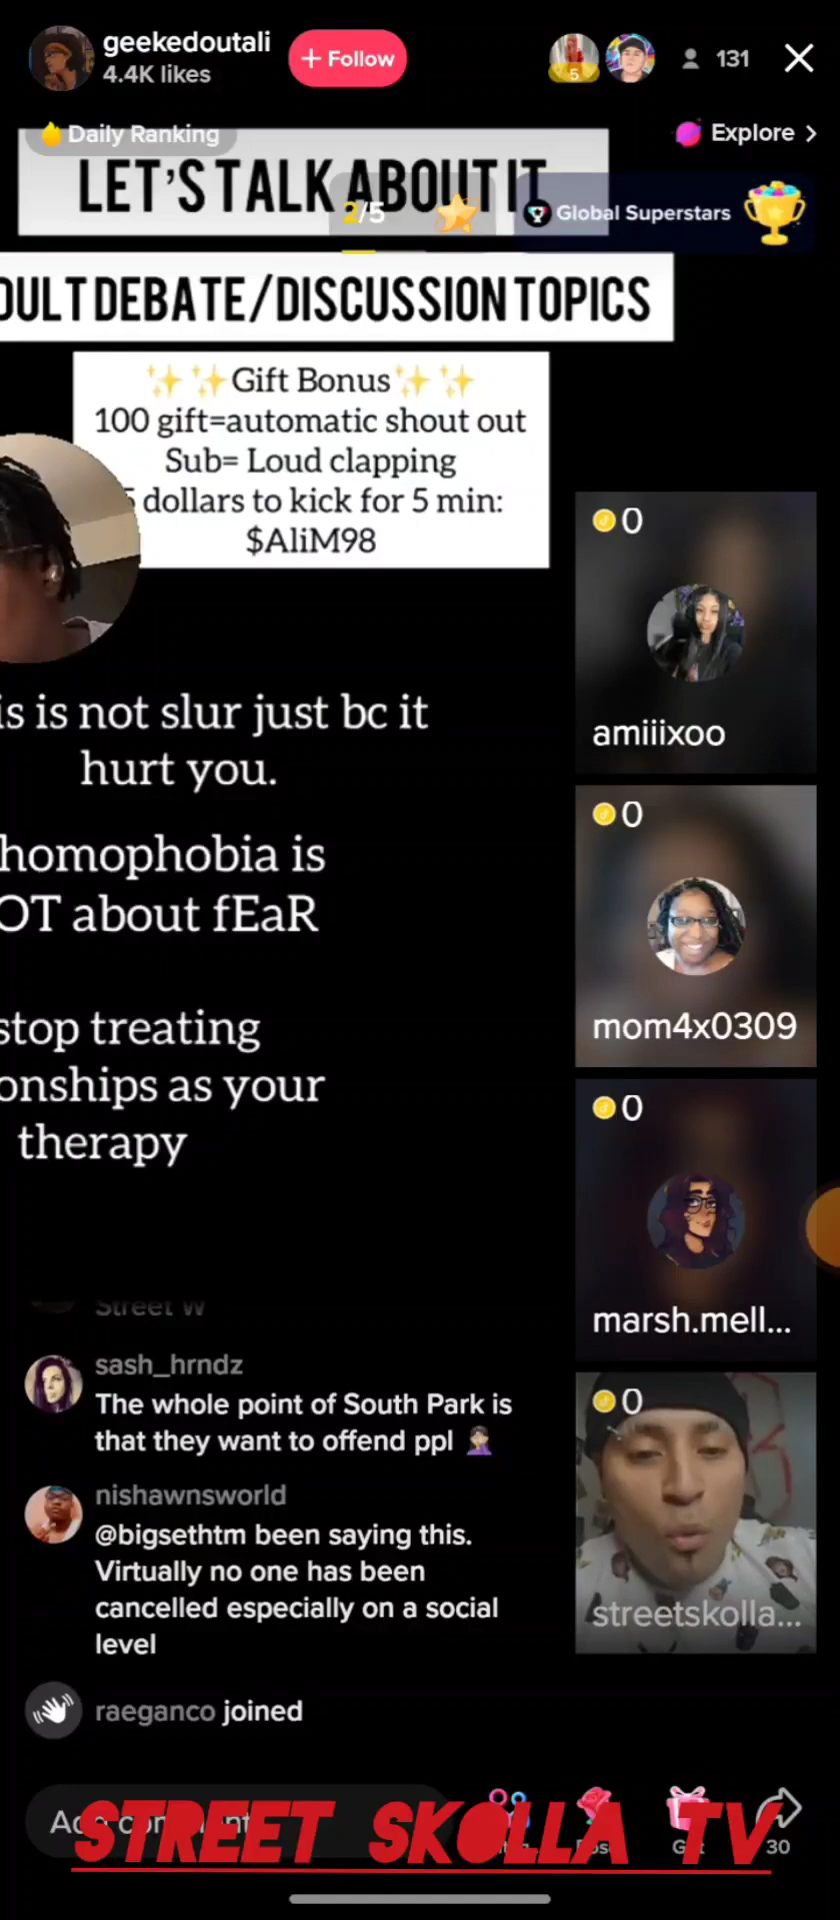 geekedoutali
4.4K likes
+ Follow
5
131
Daily Ranking
Explore >
LET'S TALK ABOUT IT
2/5
Global Superstars
DULT DEBATE/DISCUSSION TOPICS
✨✨Gift Bonus✨✨
100 gift=automatic shout out
Sub= Loud clapping
5 dollars to kick for 5 min:
$AliM98
0
amiiixoo
is is not slur just bc it
hurt you.
0
mom4x0309
homophobia is
OT about fEaR
stop treating
onships as your
therapy
0
marsh.mell...
Street W
sash_hrndz
The whole point of South Park is
that they want to offend ppl 🤦🏻‍♀️
0
streetskolla...
nishawnsworld
@bigsethtm been saying this.
Virtually no one has been
cancelled especially on a social
level
raeganco joined
STREET SKOLLA TV
30